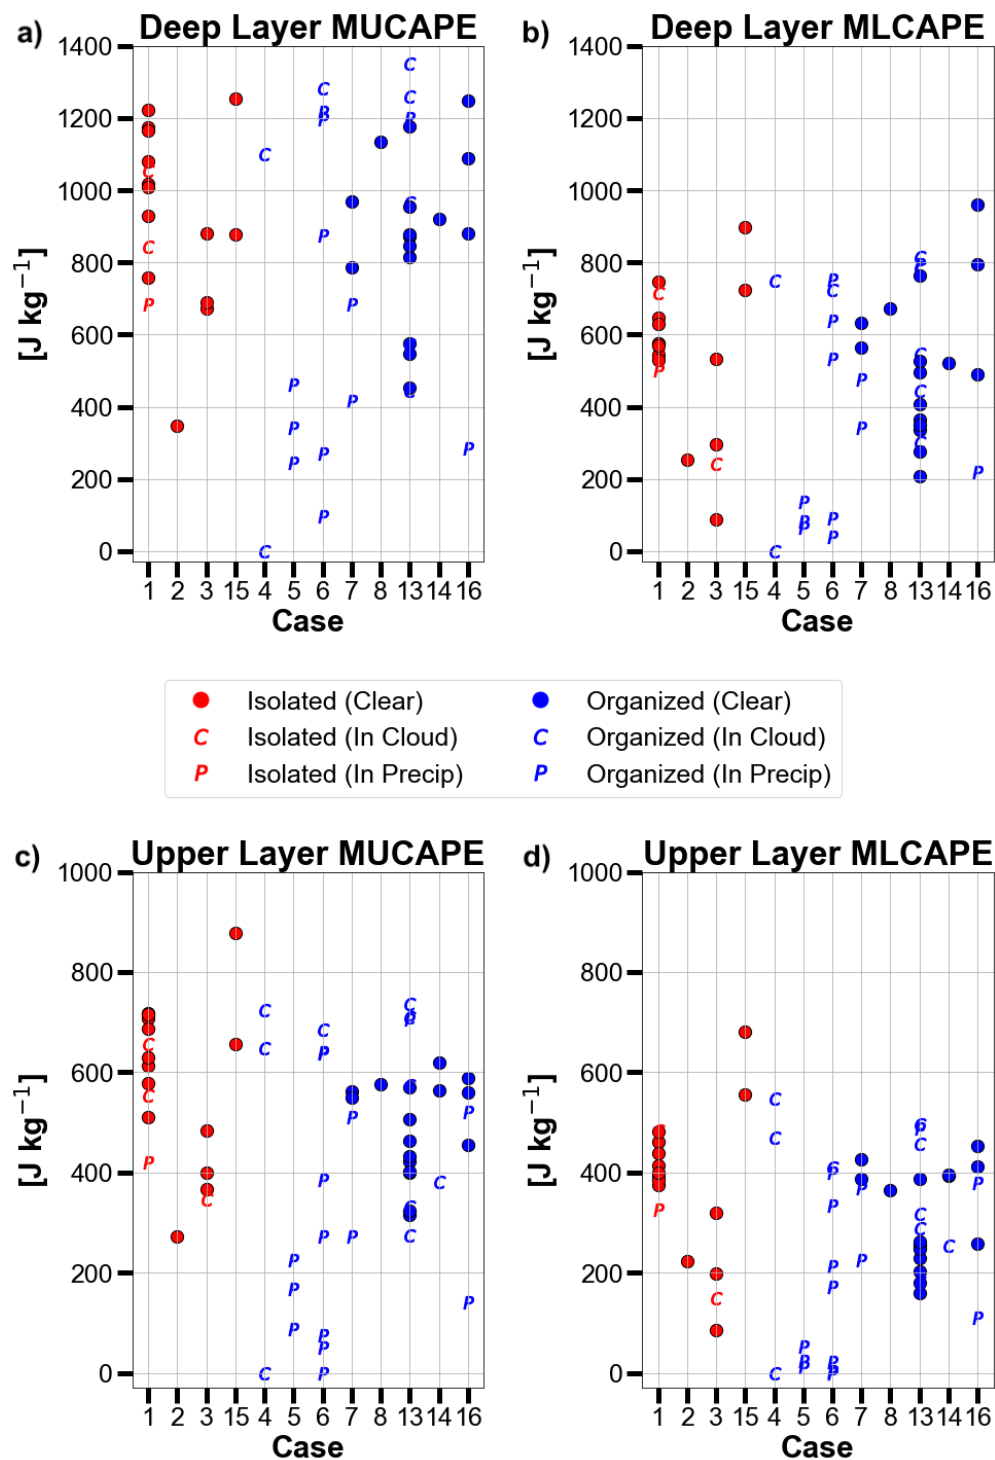 a) Deep Layer MUCAPE
1400
1200
1000
800
600
400
200
0
[J kg⁻¹]
1 2 3 15 4 5 6 7 8 13 14 16
Case
b) Deep Layer MLCAPE
1400
1200
1000
800
600
400
200
0
[J kg⁻¹]
1 2 3 15 4 5 6 7 8 13 14 16
Case
Isolated (Clear)
C Isolated (In Cloud)
P Isolated (In Precip)
Organized (Clear)
C Organized (In Cloud)
P Organized (In Precip)
c) Upper Layer MUCAPE
1000
800
600
400
200
0
[J kg⁻¹]
1 2 3 15 4 5 6 7 8 13 14 16
Case
d) Upper Layer MLCAPE
1000
800
600
400
200
0
[J kg⁻¹]
1 2 3 15 4 5 6 7 8 13 14 16
Case